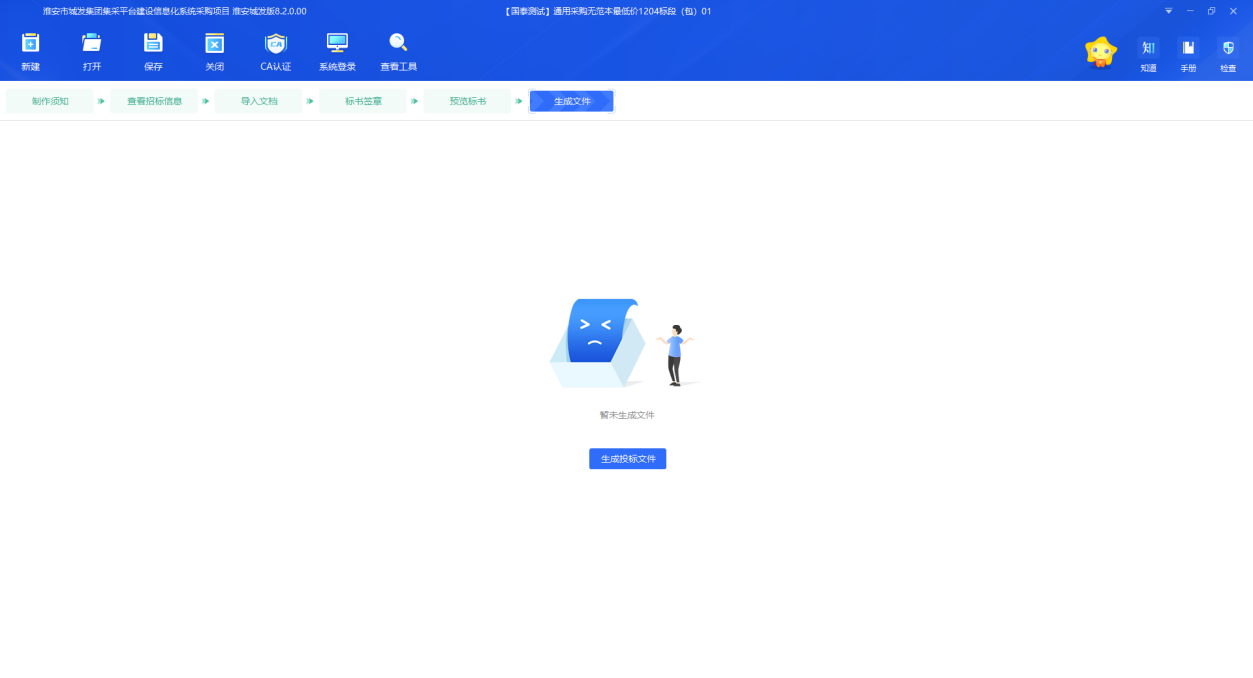 淮安市城发集团集采平台建设信息化系统采购项目 淮安城发版8.2.0.00
【国泰测试】通用采购无范本最低价1204标段（包）01
新建 打开 保存 关闭 CA认证 系统登录 查看工具
知 知道 手册 检查
制作须知 查看招标信息 导入文档 标书签章 预览标书 生成文件
暂未生成文件
生成投标文件